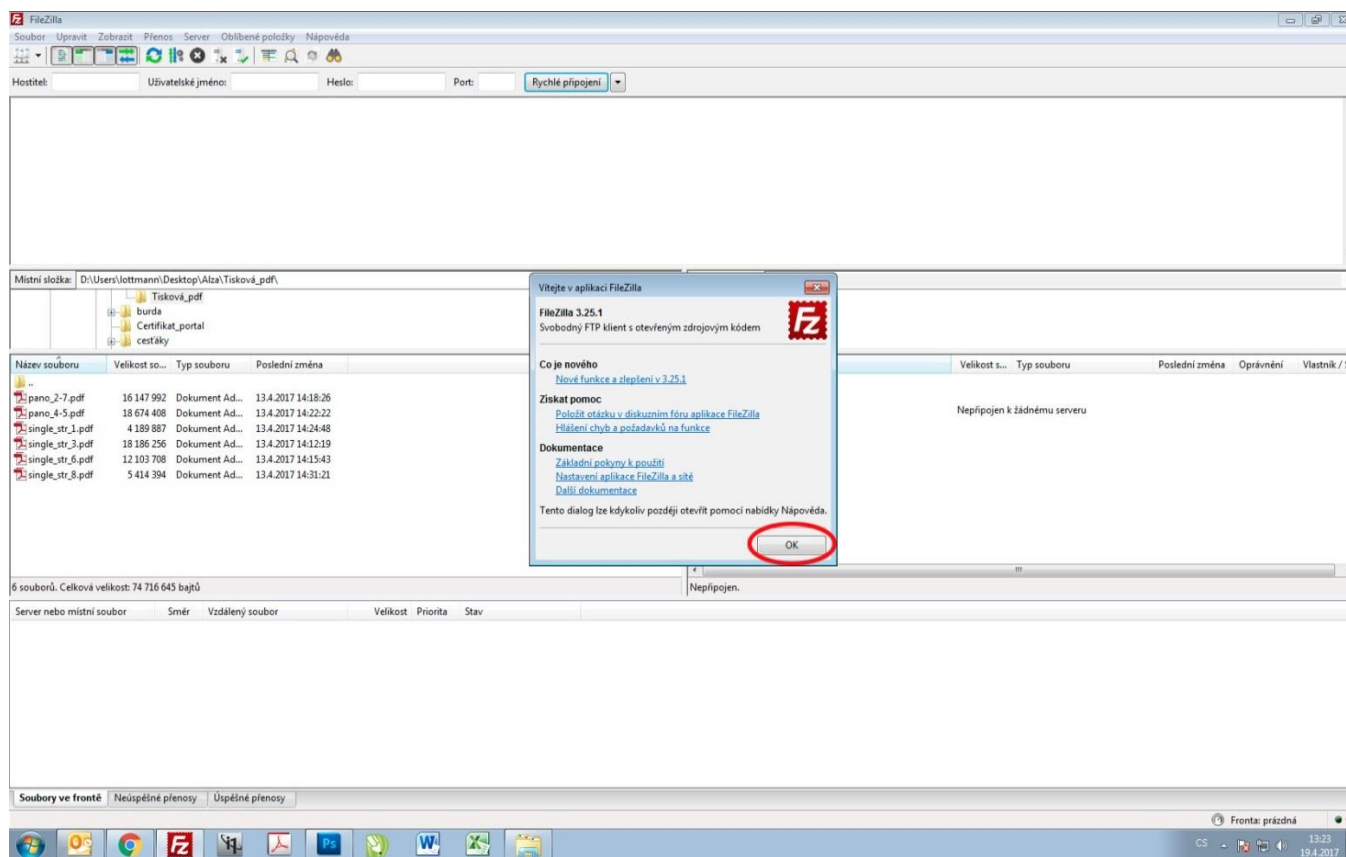 FileZilla
Soubor Upravit Zobrazit Přenos Server Oblíbené položky Nápověda
Hostitel: Uživatelské jméno: Heslo: Port: Rychlé připojení
Místní složka: D:\Users\lottmann\Desktop\Alza\Tisková_pdf\
Tisková_pdf
burda
Certifikat_portal
cesťáky
Název souboru Velikost so... Typ souboru Poslední změna
..
pano_2-7.pdf 16 147 992 Dokument Ad... 13.4.2017 14:18:26
pano_4-5.pdf 18 674 408 Dokument Ad... 13.4.2017 14:22:22
single_str_1.pdf 4 189 887 Dokument Ad... 13.4.2017 14:24:48
single_str_3.pdf 18 186 256 Dokument Ad... 13.4.2017 14:12:19
single_str_6.pdf 12 103 708 Dokument Ad... 13.4.2017 14:15:43
single_str_8.pdf 5 414 394 Dokument Ad... 13.4.2017 14:31:21
6 souborů. Celková velikost: 74 716 645 bajtů
Vítejte v aplikaci FileZilla
FileZilla 3.25.1
Svobodný FTP klient s otevřeným zdrojovým kódem
Fz
Co je nového
Nové funkce a zlepšení v 3.25.1
Získat pomoc
Položit otázku v diskuzním fóru aplikace FileZilla
Hlášení chyb a požadavků na funkce
Dokumentace
Základní pokyny k použití
Nastavení aplikace FileZilla a sítě
Další dokumentace
Tento dialog lze kdykoliv později otevřít pomocí nabídky Nápověda.
OK
Velikost s... Typ souboru Poslední změna Oprávnění Vlastník /
Nepřipojen k žádnému serveru
Nepřipojen.
Server nebo místní soubor Směr Vzdálený soubor Velikost Priorita Stav
Soubory ve frontě Neúspěšné přenosy Úspěšné přenosy
Fronta: prázdná
Fz Ps W X
CS 13:23
19.4.2017